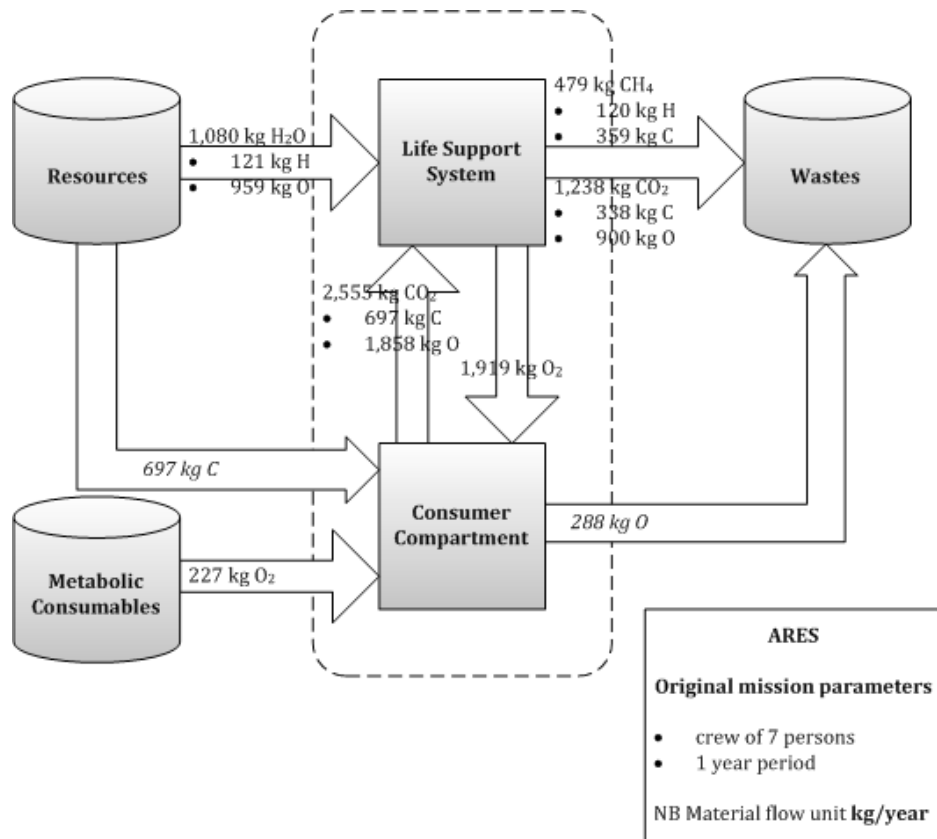 Resources
1,080 kg H₂O
• 121 kg H
• 959 kg O
Life Support
System
479 kg CH₄
• 120 kg H
• 359 kg C
1,238 kg CO₂
• 338 kg C
• 900 kg O
Wastes
2,555 kg CO₂
• 697 kg C
• 1,858 kg O
1,919 kg O₂
697 kg C
Consumer
Compartment
288 kg O
Metabolic
Consumables
227 kg O₂
ARES
Original mission parameters
• crew of 7 persons
• 1 year period
NB Material flow unit kg/year